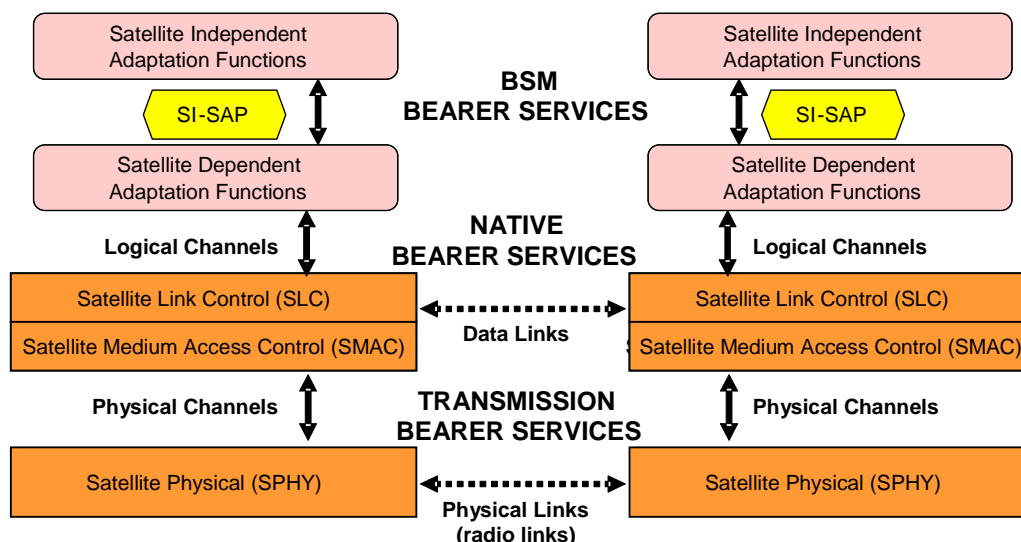 Satellite Independent
Adaptation Functions
SI-SAP
Satellite Dependent
Adaptation Functions
Logical Channels
Satellite Link Control (SLC)
Satellite Medium Access Control (SMAC)
Physical Channels
Satellite Physical (SPHY)
BSM
BEARER SERVICES
NATIVE
BEARER SERVICES
Data Links
TRANSMISSION
BEARER SERVICES
Physical Links
(radio links)
Satellite Independent
Adaptation Functions
SI-SAP
Satellite Dependent
Adaptation Functions
Logical Channels
Satellite Link Control (SLC)
Satellite Medium Access Control (SMAC)
Physical Channels
Satellite Physical (SPHY)